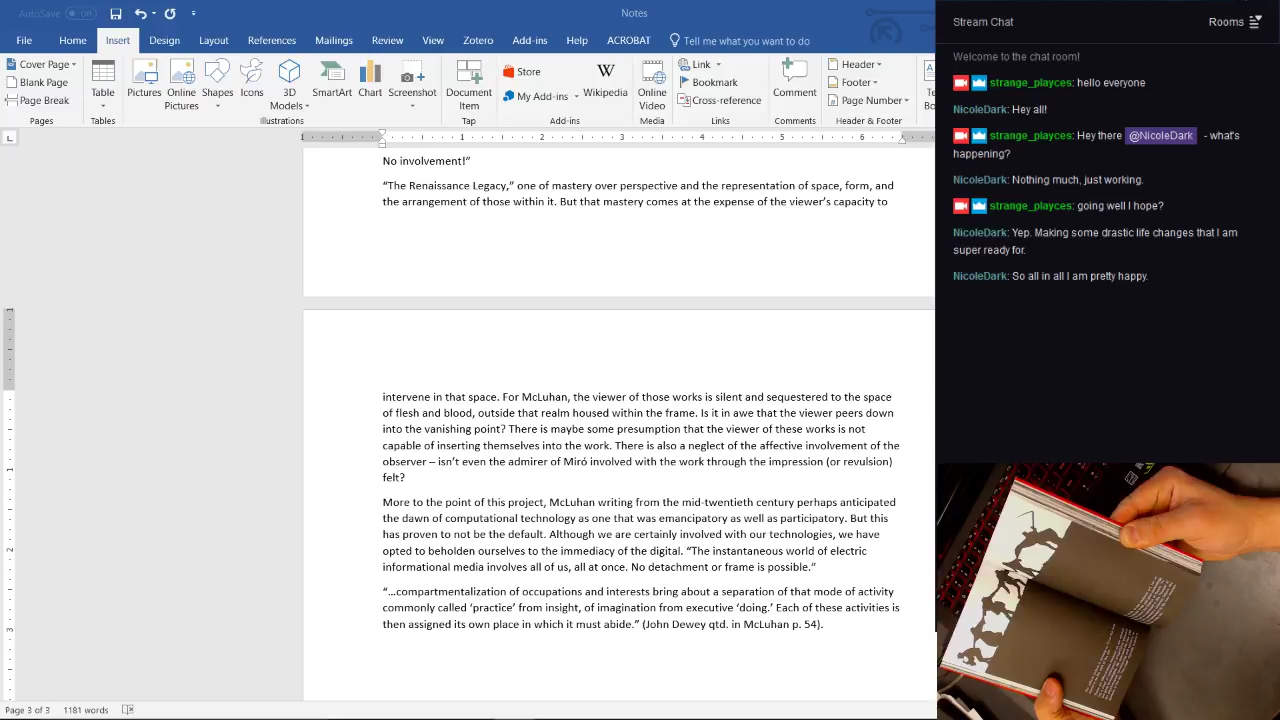 AutoSave
On
Notes
File Home Insert Design Layout References Mailings Review View Zotero Add-ins Help ACROBAT Tell me what you want to do
Cover Page
Blank Page
Page Break
Pages
Table
Tables
Pictures
Online
Pictures
Shapes
Icons
3D
Models
SmartArt
Chart
Screenshot
Illustrations
Document
Item
Tap
Store
My Add-ins
Wikipedia
Add-ins
Online
Video
Media
Link
Bookmark
Cross-reference
Links
Comment
Comments
Header
Footer
Page Number
Header & Footer
1 1 2 3 4 5 6
No involvement!”
“The Renaissance Legacy,” one of mastery over perspective and the representation of space, form, and
the arrangement of those within it. But that mastery comes at the expense of the viewer’s capacity to
intervene in that space. For McLuhan, the viewer of those works is silent and sequestered to the space
of flesh and blood, outside that realm housed within the frame. Is it in awe that the viewer peers down
into the vanishing point? There is maybe some presumption that the viewer of these works is not
capable of inserting themselves into the work. There is also a neglect of the affective involvement of the
observer – isn’t even the admirer of Miró involved with the work through the impression (or revulsion)
felt?
More to the point of this project, McLuhan writing from the mid-twentieth century perhaps anticipated
the dawn of computational technology as one that was emancipatory as well as participatory. But this
has proven to not be the default. Although we are certainly involved with our technologies, we have
opted to beholden ourselves to the immediacy of the digital. “The instantaneous world of electric
informational media involves all of us, all at once. No detachment or frame is possible.”
“…compartmentalization of occupations and interests bring about a separation of that mode of activity
commonly called ‘practice’ from insight, of imagination from executive ‘doing.’ Each of these activities is
then assigned its own place in which it must abide.” (John Dewey qtd. in McLuhan p. 54).
Page 3 of 3 1181 words
Stream Chat
Rooms
Welcome to the chat room!
strange_playces: hello everyone
NicoleDark: Hey all!
strange_playces: Hey there @NicoleDark - what's
happening?
NicoleDark: Nothing much, just working.
strange_playces: going well I hope?
NicoleDark: Yep. Making some drastic life changes that I am
super ready for.
NicoleDark: So all in all I am pretty happy.